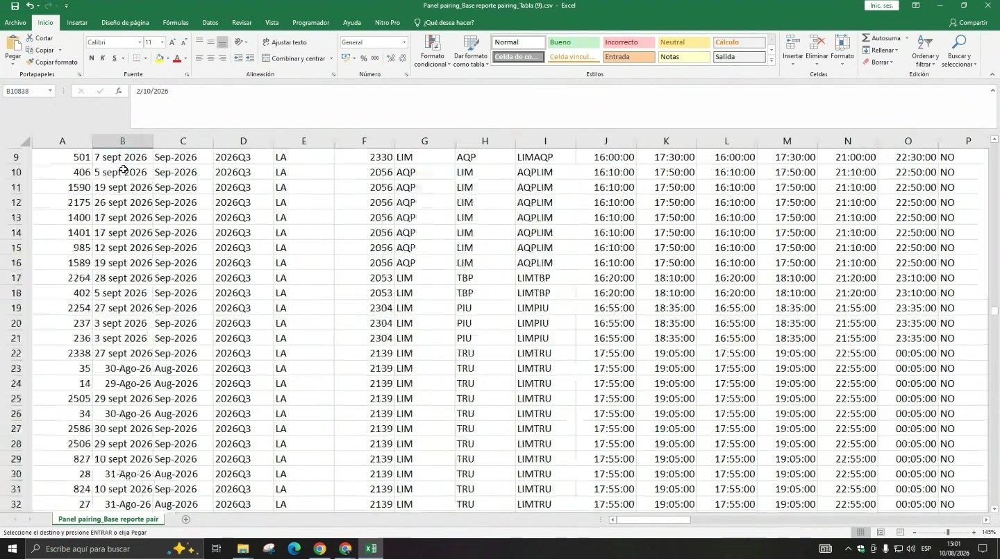 Panel pairing_Base reporte pairing_Tabla (9).csv - Excel
Inic. ses.
Archivo Inicio Insertar Diseño de página Fórmulas Datos Revisar Vista Programador Ayuda Nitro Pro ¿Qué desea hacer? Compartir
Pegar
Cortar
Copiar
Copiar formato
Portapapeles
Calibri 11
N K S
Fuente
Ajustar texto
Combinar y centrar
Alineación
General
% 000
Número
Formato condicional
Dar formato como tabla
Normal Bueno Incorrecto Neutral Cálculo
Celda de co... Celda vincul... Entrada Notas Salida
Estilos
Insertar Eliminar Formato
Celdas
Autosuma
Rellenar
Borrar
Ordenar y filtrar
Buscar y seleccionar
Edición
B10838 fx 2/10/2026
A B C D E F G H I J K L M N O P
9 501 7 sept 2026 Sep-2026 2026Q3 LA 2330 LIM AQP LIMAQP 16:00:00 17:30:00 16:00:00 17:30:00 21:00:00 22:30:00 NO
10 406 5 sept 2026 Sep-2026 2026Q3 LA 2056 AQP LIM AQPLIM 16:10:00 17:50:00 16:10:00 17:50:00 21:10:00 22:50:00 NO
11 1590 19 sept 2026 Sep-2026 2026Q3 LA 2056 AQP LIM AQPLIM 16:10:00 17:50:00 16:10:00 17:50:00 21:10:00 22:50:00 NO
12 2175 26 sept 2026 Sep-2026 2026Q3 LA 2056 AQP LIM AQPLIM 16:10:00 17:50:00 16:10:00 17:50:00 21:10:00 22:50:00 NO
13 1400 17 sept 2026 Sep-2026 2026Q3 LA 2056 AQP LIM AQPLIM 16:10:00 17:50:00 16:10:00 17:50:00 21:10:00 22:50:00 NO
14 1401 17 sept 2026 Sep-2026 2026Q3 LA 2056 AQP LIM AQPLIM 16:10:00 17:50:00 16:10:00 17:50:00 21:10:00 22:50:00 NO
15 985 12 sept 2026 Sep-2026 2026Q3 LA 2056 AQP LIM AQPLIM 16:10:00 17:50:00 16:10:00 17:50:00 21:10:00 22:50:00 NO
16 1589 19 sept 2026 Sep-2026 2026Q3 LA 2056 AQP LIM AQPLIM 16:10:00 17:50:00 16:10:00 17:50:00 21:10:00 22:50:00 NO
17 2264 28 sept 2026 Sep-2026 2026Q3 LA 2053 LIM TBP LIMTBP 16:20:00 18:10:00 16:20:00 18:10:00 21:20:00 23:10:00 NO
18 402 5 sept 2026 Sep-2026 2026Q3 LA 2053 LIM TBP LIMTBP 16:20:00 18:10:00 16:20:00 18:10:00 21:20:00 23:10:00 NO
19 2254 27 sept 2026 Sep-2026 2026Q3 LA 2304 LIM PIU LIMPIU 16:55:00 18:35:00 16:55:00 18:35:00 21:55:00 23:35:00 NO
20 237 3 sept 2026 Sep-2026 2026Q3 LA 2304 LIM PIU LIMPIU 16:55:00 18:35:00 16:55:00 18:35:00 21:55:00 23:35:00 NO
21 236 3 sept 2026 Sep-2026 2026Q3 LA 2304 LIM PIU LIMPIU 16:55:00 18:35:00 16:55:00 18:35:00 21:55:00 23:35:00 NO
22 2338 27 sept 2026 Sep-2026 2026Q3 LA 2139 LIM TRU LIMTRU 17:55:00 19:05:00 17:55:00 19:05:00 22:55:00 00:05:00 NO
23 35 30-Ago-26 Aug-2026 2026Q3 LA 2139 LIM TRU LIMTRU 17:55:00 19:05:00 17:55:00 19:05:00 22:55:00 00:05:00 NO
24 14 29-Ago-26 Aug-2026 2026Q3 LA 2139 LIM TRU LIMTRU 17:55:00 19:05:00 17:55:00 19:05:00 22:55:00 00:05:00 NO
25 2505 29 sept 2026 Sep-2026 2026Q3 LA 2139 LIM TRU LIMTRU 17:55:00 19:05:00 17:55:00 19:05:00 22:55:00 00:05:00 NO
26 34 30-Ago-26 Aug-2026 2026Q3 LA 2139 LIM TRU LIMTRU 17:55:00 19:05:00 17:55:00 19:05:00 22:55:00 00:05:00 NO
27 2586 30 sept 2026 Sep-2026 2026Q3 LA 2139 LIM TRU LIMTRU 17:55:00 19:05:00 17:55:00 19:05:00 22:55:00 00:05:00 NO
28 2506 29 sept 2026 Sep-2026 2026Q3 LA 2139 LIM TRU LIMTRU 17:55:00 19:05:00 17:55:00 19:05:00 22:55:00 00:05:00 NO
29 827 10 sept 2026 Sep-2026 2026Q3 LA 2139 LIM TRU LIMTRU 17:55:00 19:05:00 17:55:00 19:05:00 22:55:00 00:05:00 NO
30 28 31-Ago-26 Aug-2026 2026Q3 LA 2139 LIM TRU LIMTRU 17:55:00 19:05:00 17:55:00 19:05:00 22:55:00 00:05:00 NO
31 824 10 sept 2026 Sep-2026 2026Q3 LA 2139 LIM TRU LIMTRU 17:55:00 19:05:00 17:55:00 19:05:00 22:55:00 00:05:00 NO
32 27 31-Ago-26 Aug-2026 2026Q3 LA 2139 LIM TRU LIMTRU 17:55:00 19:05:00 17:55:00 19:05:00 22:55:00 00:05:00 NO
Panel pairing_Base reporte pair
Seleccione el destino y presione ENTRAR o elija Pegar
145%
Escribe aquí para buscar
ESP
15:01
10/08/2026